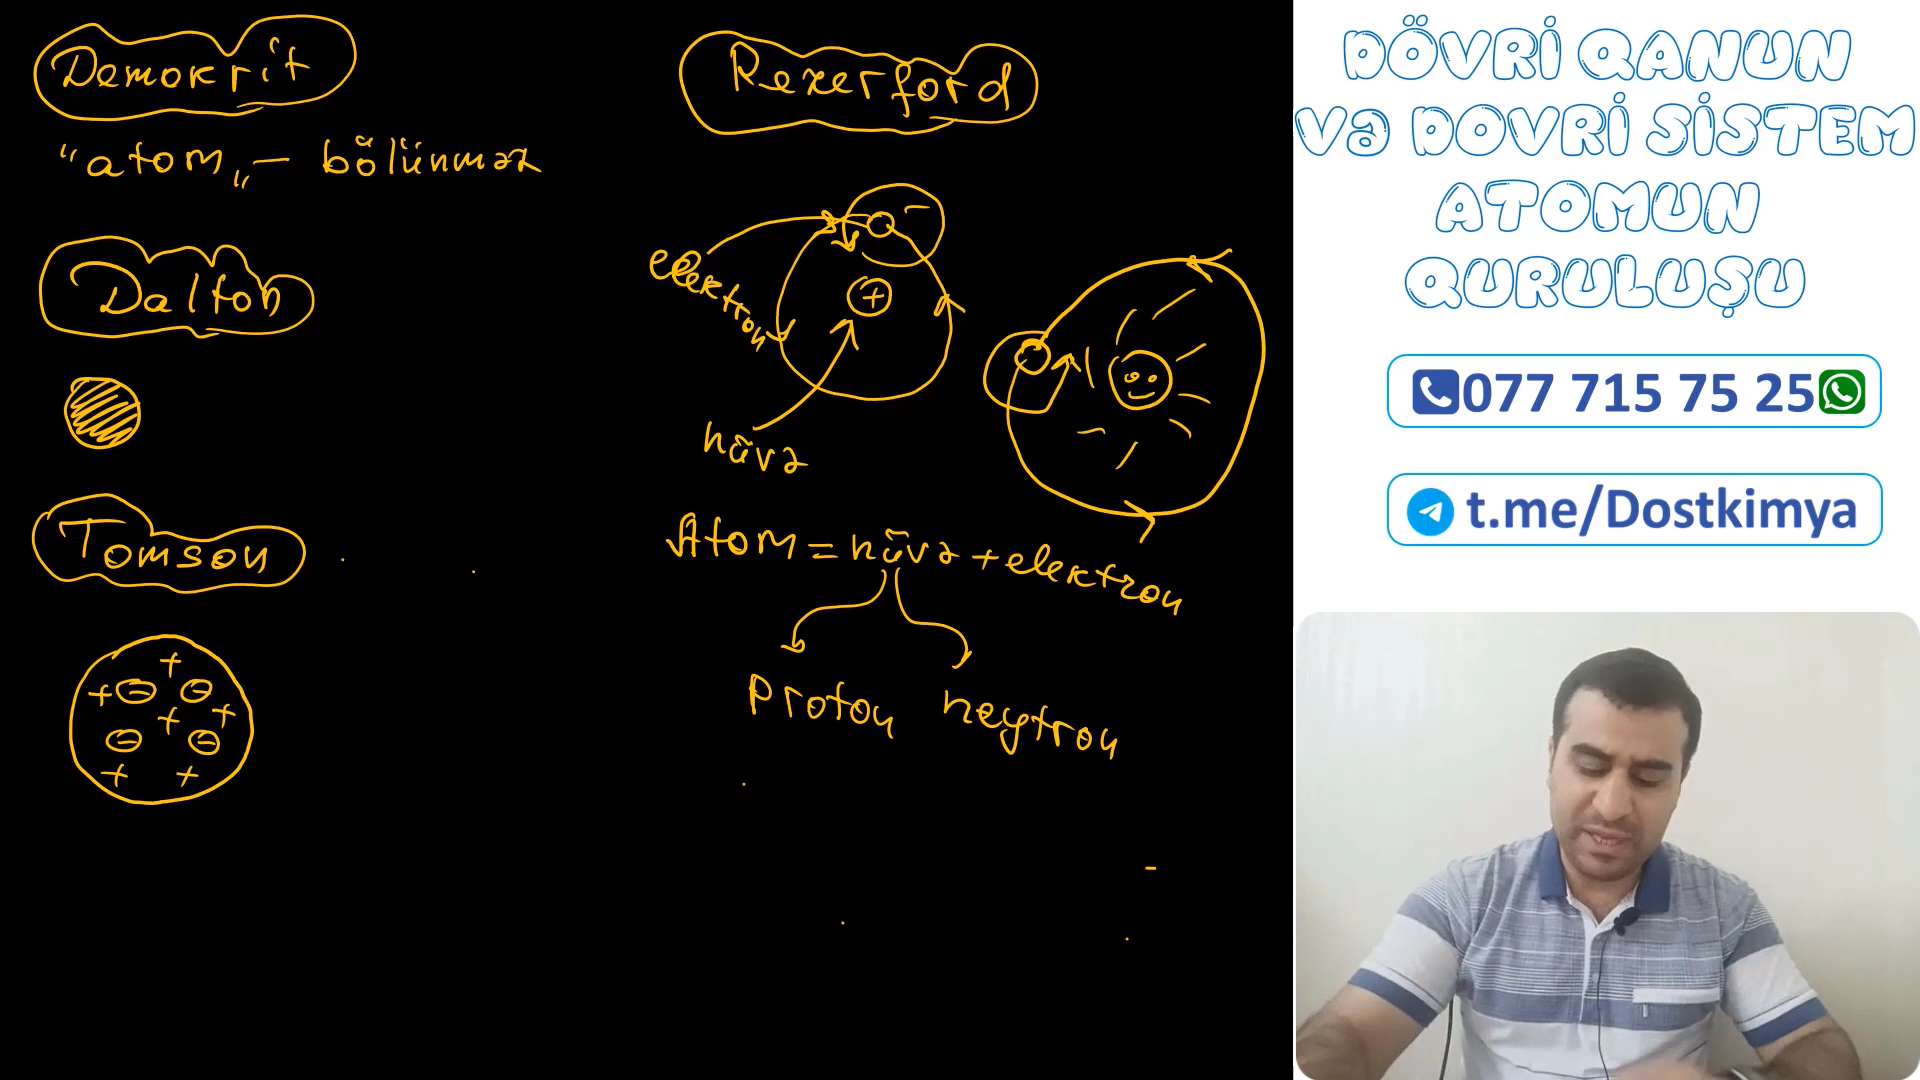 Demokrit
"atom„ — bölünməz
Dalton
Tomson
+
+ - -
+ +
- -
+ +
Rezerford
-
elektron
+
nüvə
Atom = nüvə + elektron
Proton neytron
DÖVRİ QANUN
VƏ DÖVRİ SİSTEM
ATOMUN
QURULUŞU
077 715 75 25
t.me/Dostkimya